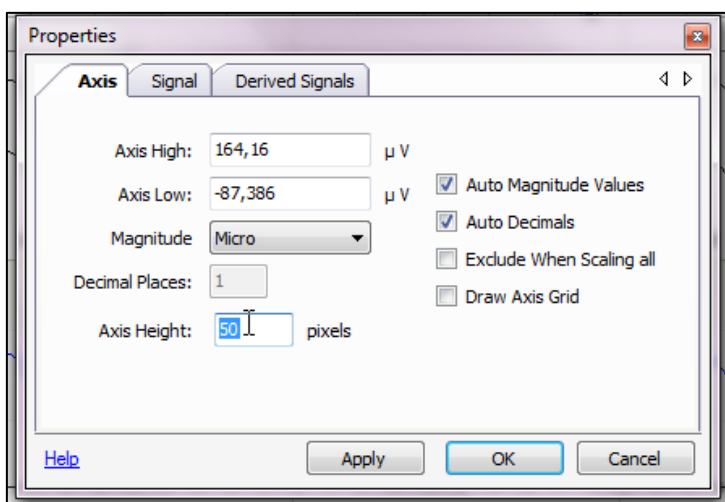 Properties
Axis Signal Derived Signals
Axis High: 164,16 µ V
Axis Low: -87,386 µ V
Magnitude Micro
Decimal Places: 1
Axis Height: 50 pixels
Auto Magnitude Values
Auto Decimals
Exclude When Scaling all
Draw Axis Grid
Help Apply OK Cancel